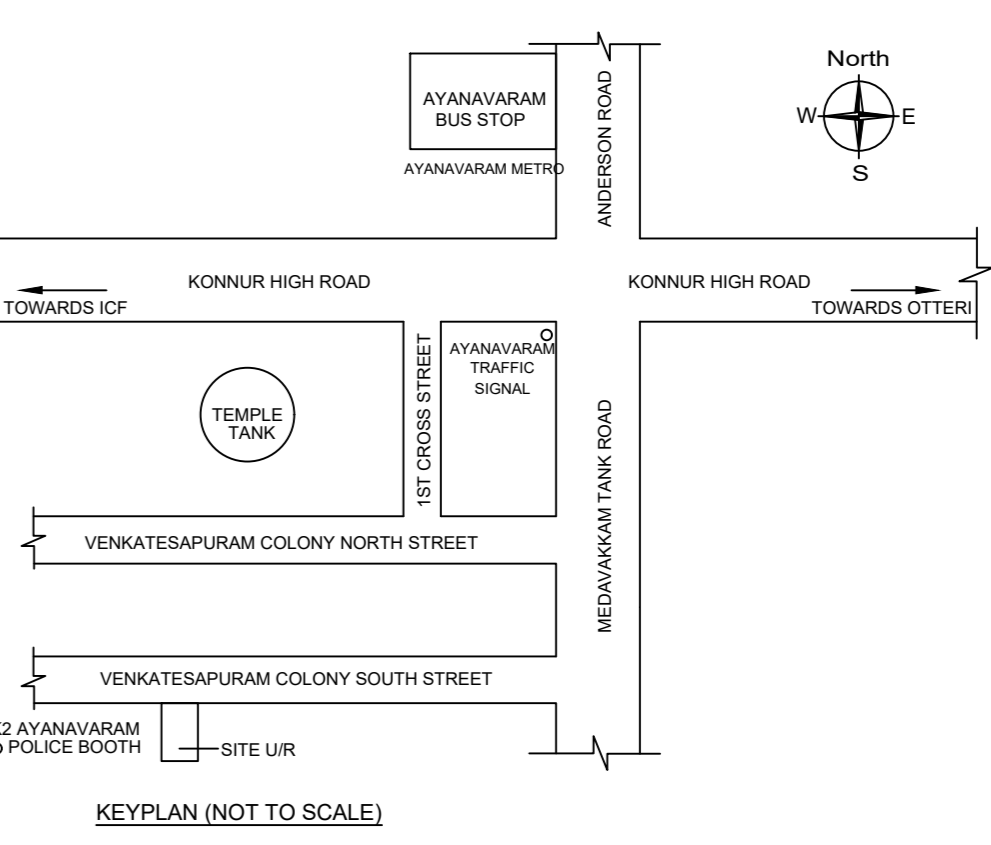 North
W
E
S
AYANAVARAM
BUS STOP
AYANAVARAM METRO
ANDERSON ROAD
KONNUR HIGH ROAD
KONNUR HIGH ROAD
TOWARDS ICF
TOWARDS OTTERI
AYANAVARAM
TRAFFIC
SIGNAL
1ST CROSS STREET
TEMPLE
TANK
MEDAVAKKAM TANK ROAD
VENKATESAPURAM COLONY NORTH STREET
VENKATESAPURAM COLONY SOUTH STREET
K2 AYANAVARAM
POLICE BOOTH
SITE U/R
KEYPLAN (NOT TO SCALE)